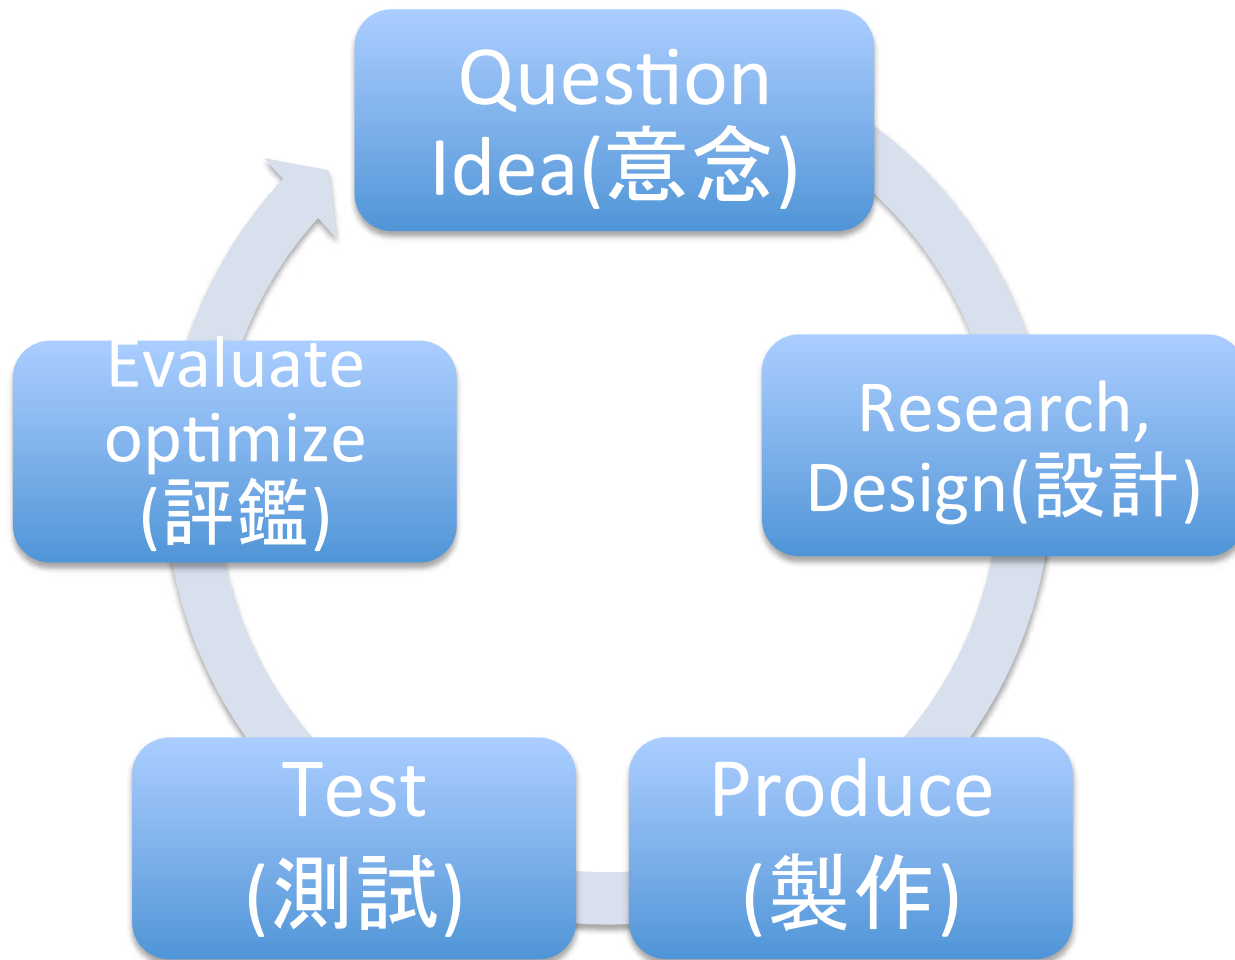 Question
Idea(意念)
Research,
Design(設計)
Produce
(製作)
Test
(測試)
Evaluate
optimize
(評鑑)